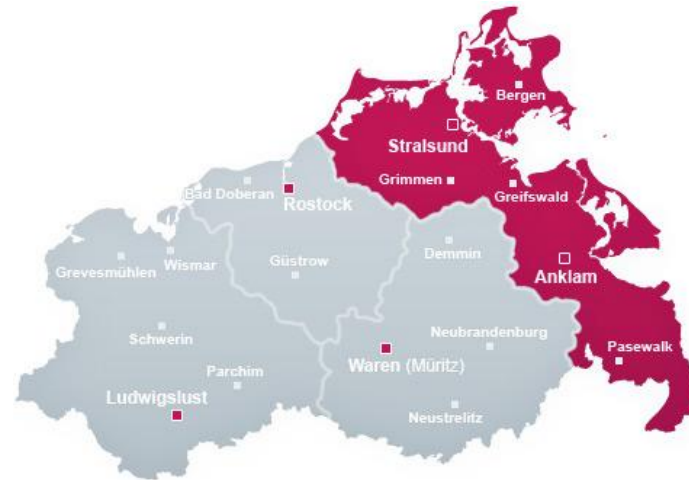 Bergen
Stralsund
Grimmen
Greifswald
Bad Doberan
Rostock
Demmin
Wismar
Grevesmühlen
Güstrow
Anklam
Schwerin
Neubrandenburg
Pasewalk
Waren (Müritz)
Parchim
Ludwigslust
Neustrelitz